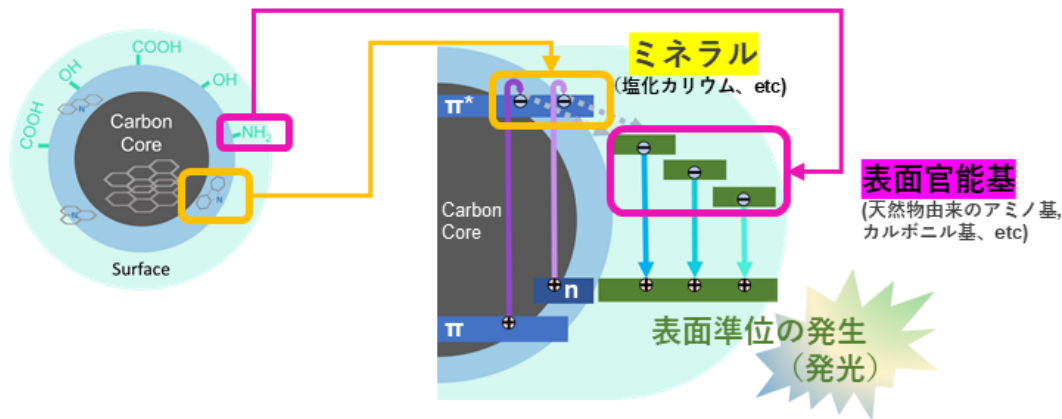 COOH
OH
COOH
OH
NH₂
N
N
N
Carbon
Core
Surface
ミネラル
(塩化カリウム、etc)
π*
Carbon
Core
n
π
表面官能基
(天然物由来のアミノ基,
カルボニル基、etc)
表面準位の発生
（発光）